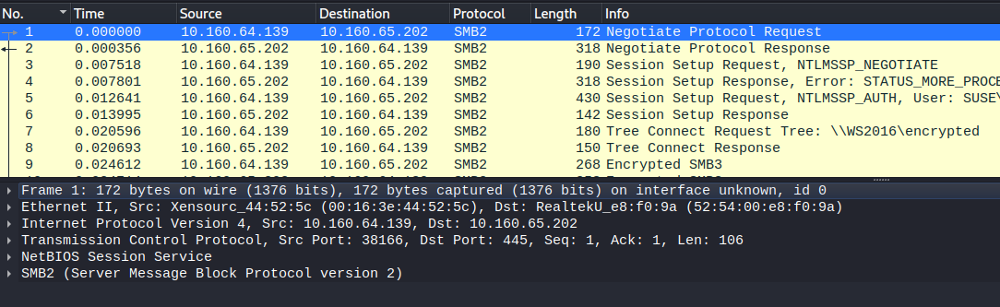 No. Time Source Destination Protocol Length Info
1 0.000000 10.160.64.139 10.160.65.202 SMB2 172 Negotiate Protocol Request
2 0.000356 10.160.65.202 10.160.64.139 SMB2 318 Negotiate Protocol Response
3 0.007518 10.160.64.139 10.160.65.202 SMB2 190 Session Setup Request, NTLMSSP_NEGOTIATE
4 0.007801 10.160.65.202 10.160.64.139 SMB2 318 Session Setup Response, Error: STATUS_MORE_PROCE
5 0.012641 10.160.64.139 10.160.65.202 SMB2 430 Session Setup Request, NTLMSSP_AUTH, User: SUSE\
6 0.013995 10.160.65.202 10.160.64.139 SMB2 142 Session Setup Response
7 0.020596 10.160.64.139 10.160.65.202 SMB2 180 Tree Connect Request Tree: \\WS2016\encrypted
8 0.020693 10.160.65.202 10.160.64.139 SMB2 150 Tree Connect Response
9 0.024612 10.160.64.139 10.160.65.202 SMB2 268 Encrypted SMB3
Frame 1: 172 bytes on wire (1376 bits), 172 bytes captured (1376 bits) on interface unknown, id 0
Ethernet II, Src: Xensourc_44:52:5c (00:16:3e:44:52:5c), Dst: RealtekU_e8:f0:9a (52:54:00:e8:f0:9a)
Internet Protocol Version 4, Src: 10.160.64.139, Dst: 10.160.65.202
Transmission Control Protocol, Src Port: 38166, Dst Port: 445, Seq: 1, Ack: 1, Len: 106
NetBIOS Session Service
SMB2 (Server Message Block Protocol version 2)